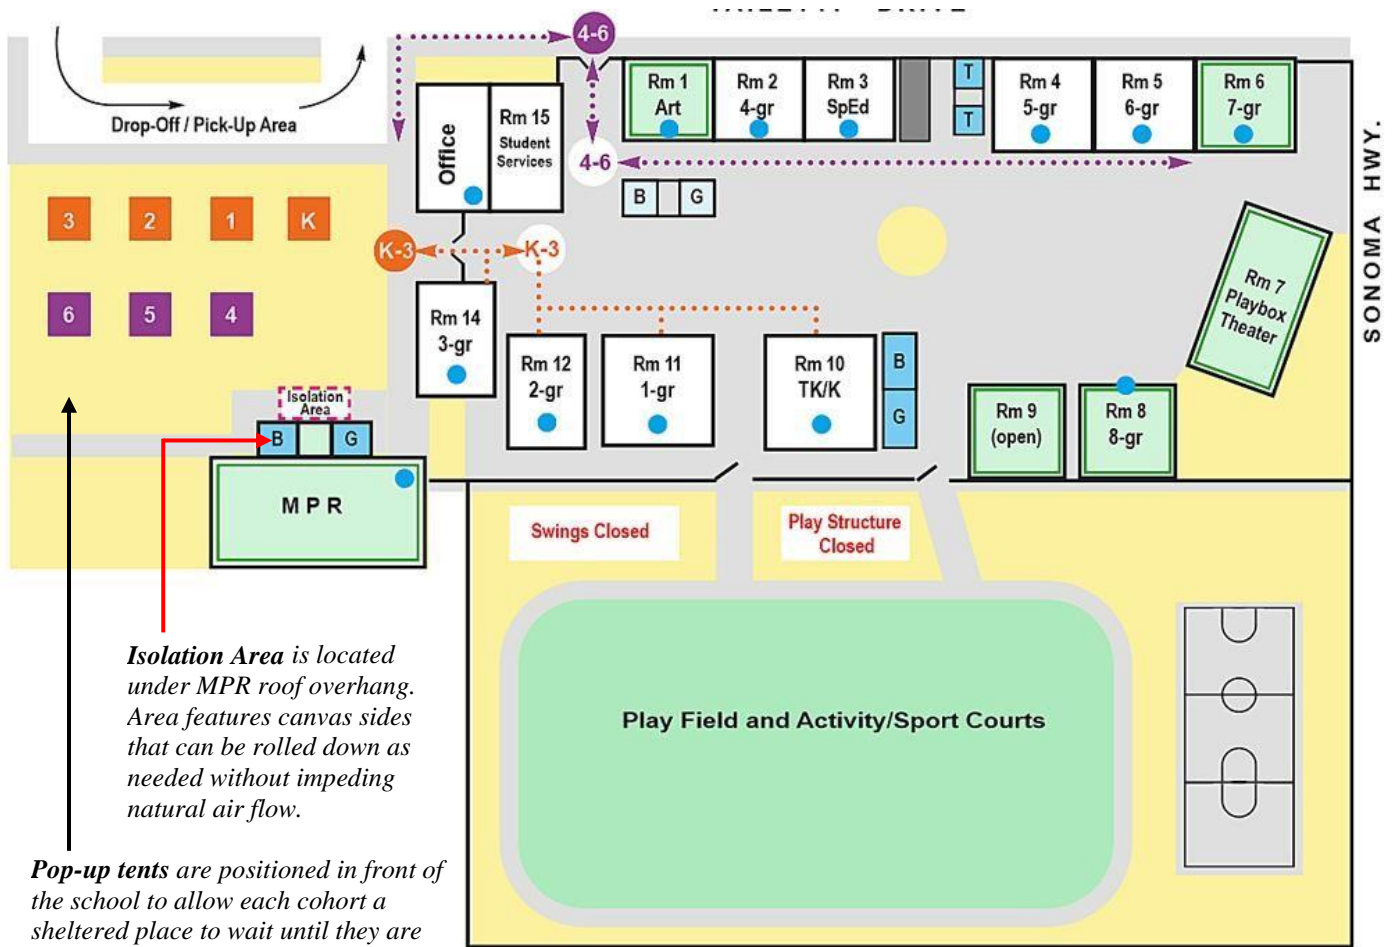 4-6
Drop-Off / Pick-Up Area
Office
Rm 15
Student
Services
4-6
Rm 1
Art
Rm 2
4-gr
Rm 3
SpEd
T
T
Rm 4
5-gr
Rm 5
6-gr
Rm 6
7-gr
SONOMA HWY.
B
G
3
2
1
K
K-3
K-3
6
5
4
Rm 7
Playbox
Theater
Rm 14
3-gr
Rm 12
2-gr
Rm 11
1-gr
Rm 10
TK/K
B
G
Rm 9
(open)
Rm 8
8-gr
Isolation
Area
B
G
MPR
Swings Closed
Play Structure
Closed
Isolation Area is located
under MPR roof overhang.
Area features canvas sides
that can be rolled down as
needed without impeding
natural air flow.
Play Field and Activity/Sport Courts
Pop-up tents are positioned in front of
the school to allow each cohort a
sheltered place to wait until they are